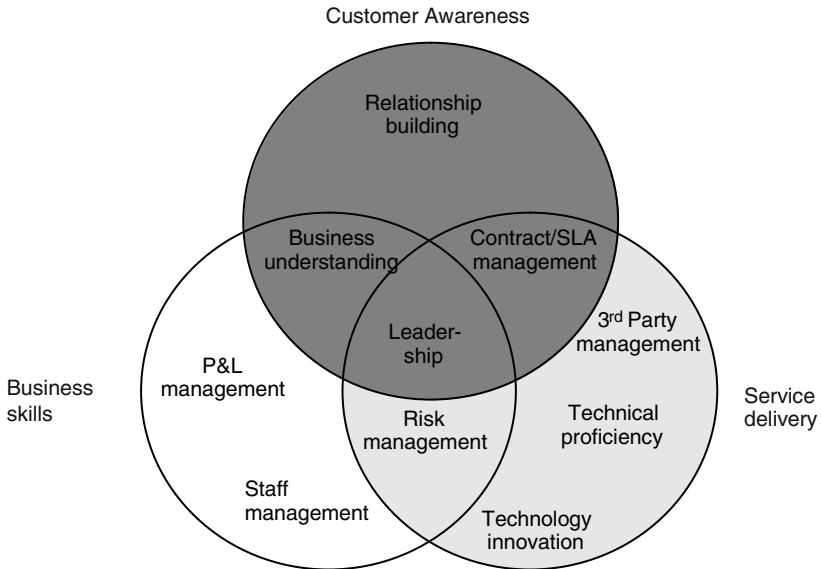 Customer Awareness
Relationship
building
Business
understanding
Contract/SLA
management
3rd Party
management
Leader-
ship
P&L
management
Business
skills
Service
delivery
Risk
management
Technical
proficiency
Staff
management
Technology
innovation